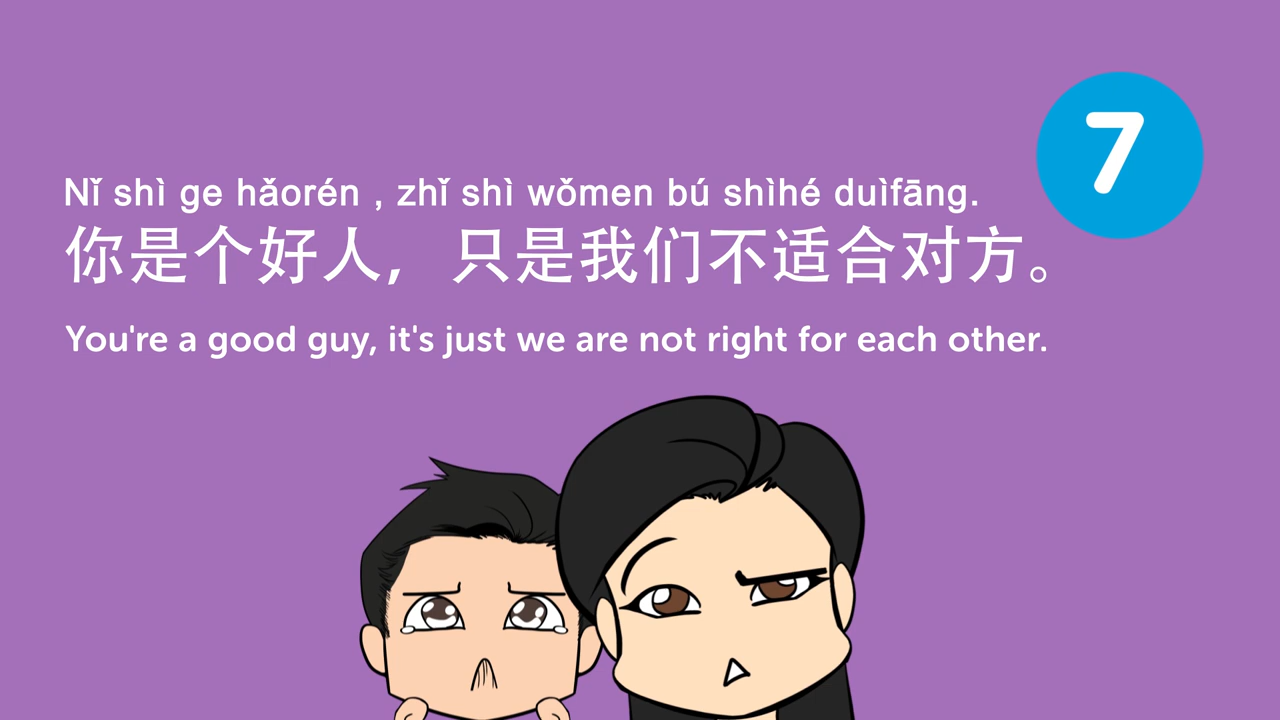 7
Nǐ shì ge hǎorén , zhǐ shì wǒmen bú shìhé duìfāng.
你是个好人，只是我们不适合对方。
You're a good guy, it's just we are not right for each other.